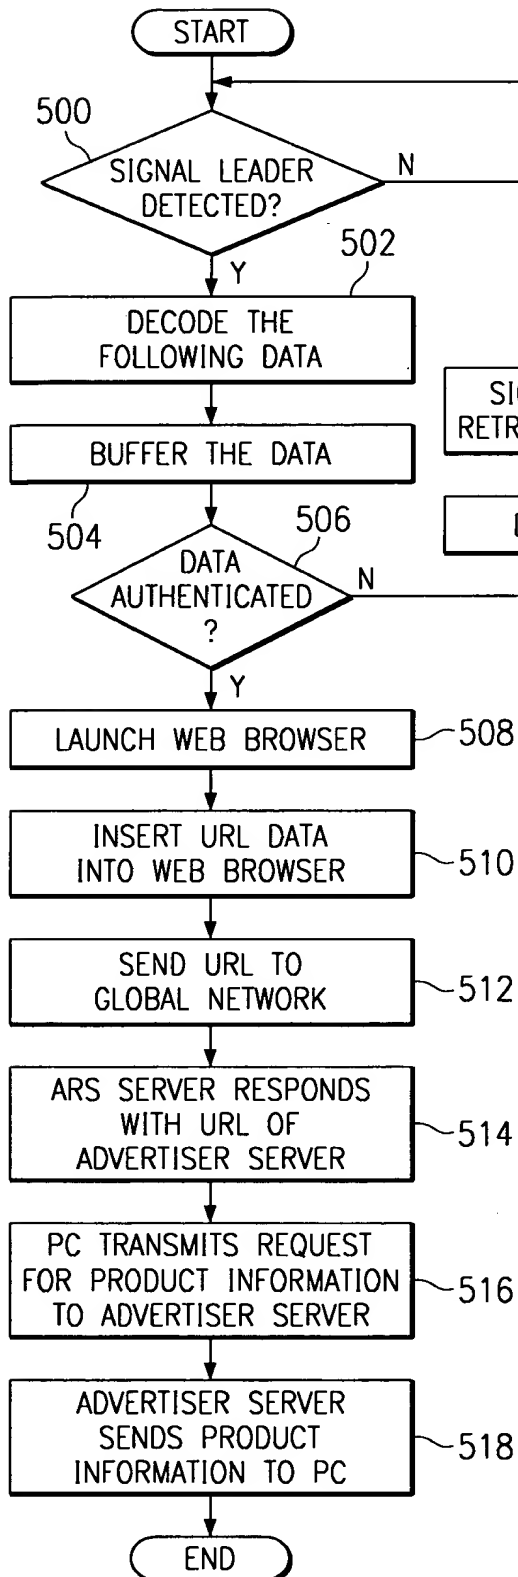 START
500
SIGNAL LEADER
DETECTED?
N
Y
502
DECODE THE
FOLLOWING DATA
BUFFER THE DATA
504
506
DATA
AUTHENTICATED
?
N
Y
LAUNCH WEB BROWSER
508
INSERT URL DATA
INTO WEB BROWSER
510
SEND URL TO
GLOBAL NETWORK
512
ARS SERVER RESPONDS
WITH URL OF
ADVERTISER SERVER
514
PC TRANSMITS REQUEST
FOR PRODUCT INFORMATION
TO ADVERTISER SERVER
516
ADVERTISER SERVER
SENDS PRODUCT
INFORMATION TO PC
518
END